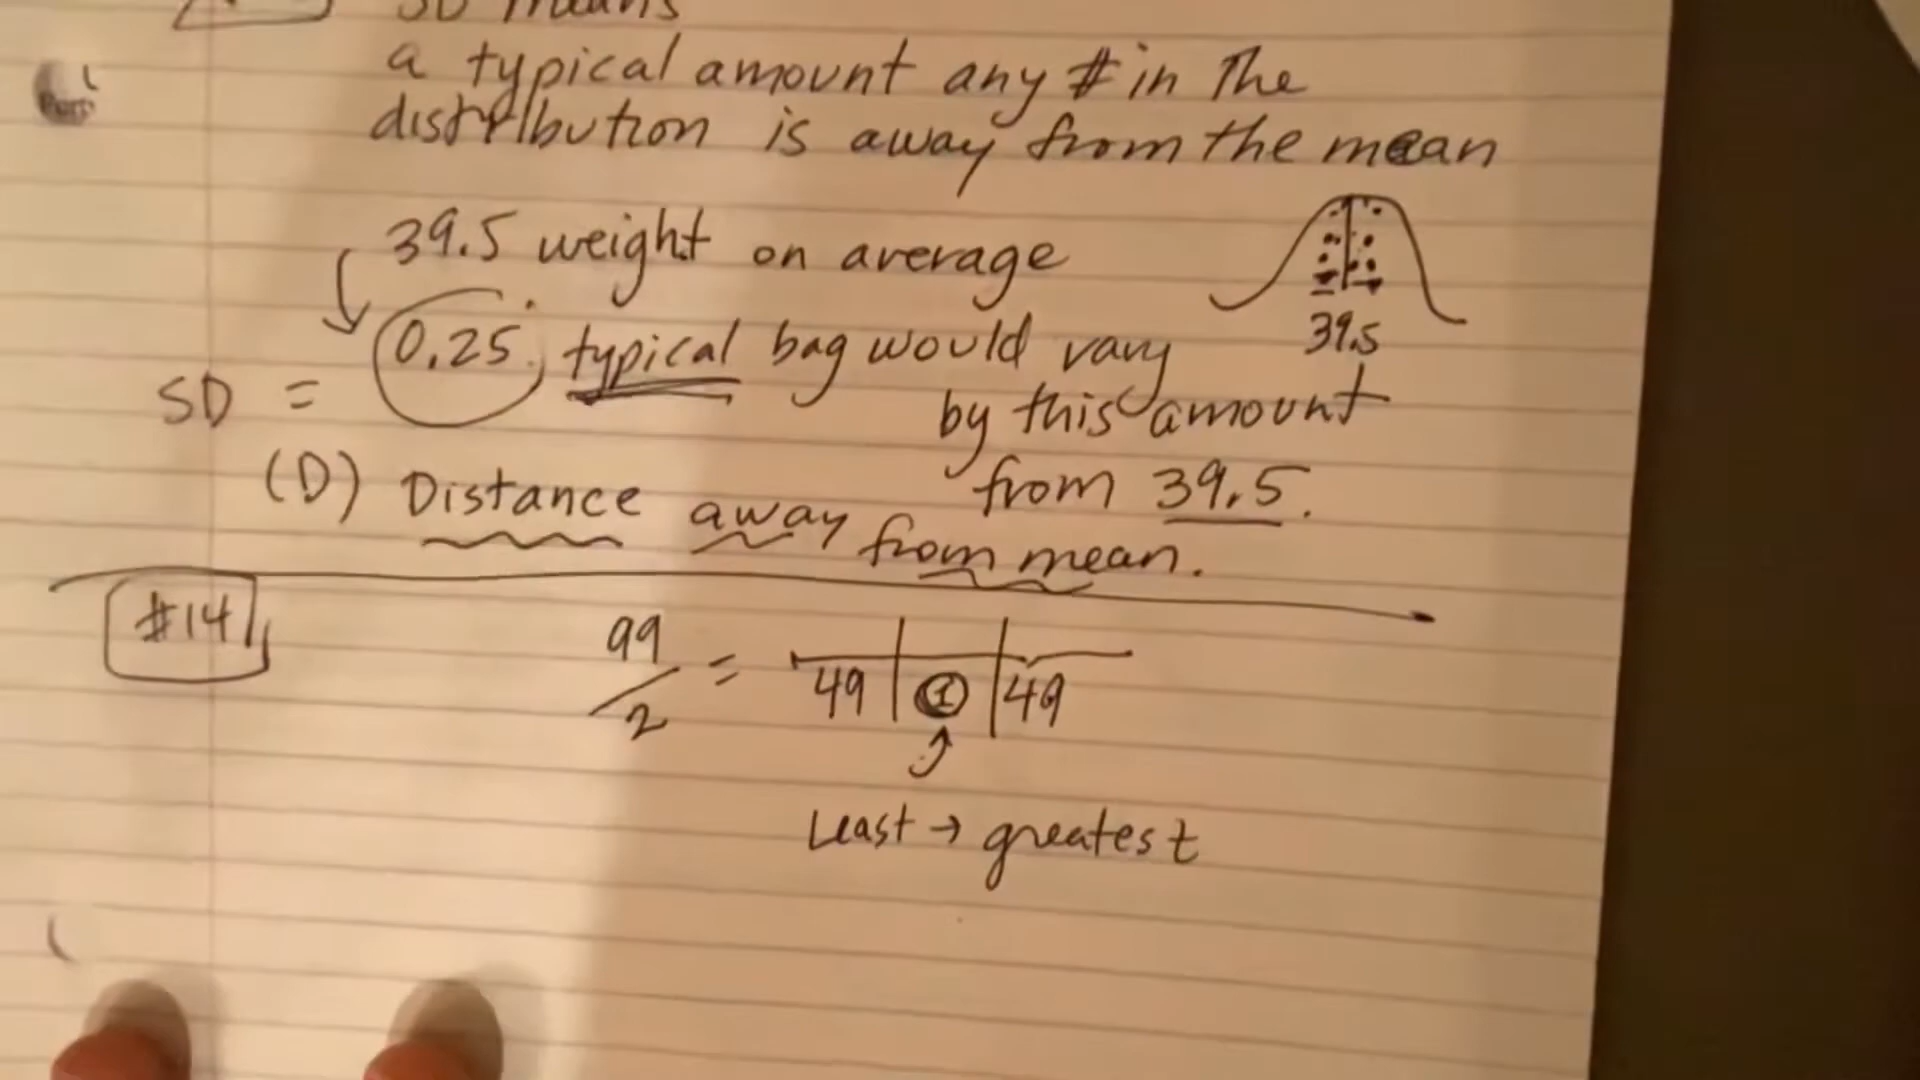 SD means
a typical amount any # in the
distribution is away from the mean
39.5 weight on average
39.5
SD = 0.25, typical bag would vary
by this amount
from 39.5.
(D) Distance away from mean.
#14
99/2 = 49 | 1 | 49
Least → greatest